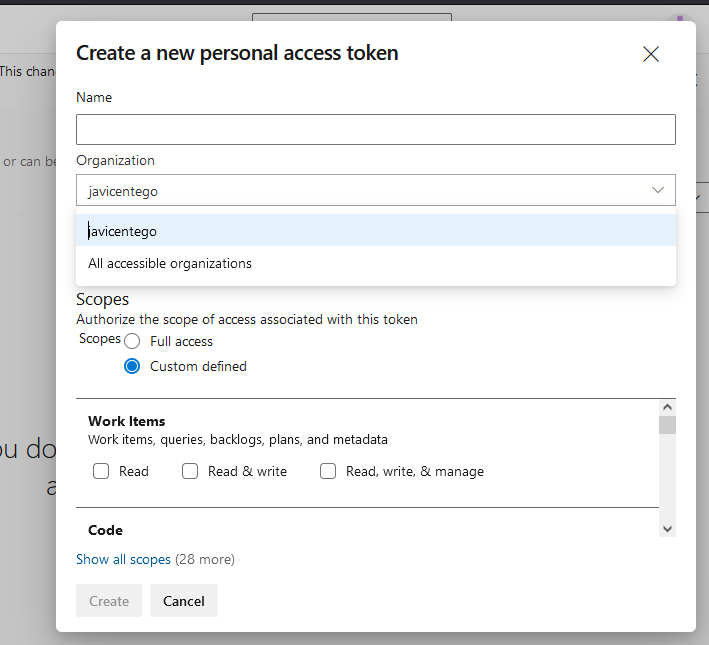 Create a new personal access token
This chan
Name
or can be
Organization
javicentego
javicentego
All accessible organizations
Scopes
Authorize the scope of access associated with this token
Scopes Full access
Custom defined
Work Items
Work items, queries, backlogs, plans, and metadata
ou do
Read Read & write Read, write, & manage
a
Code
Show all scopes (28 more)
Create Cancel